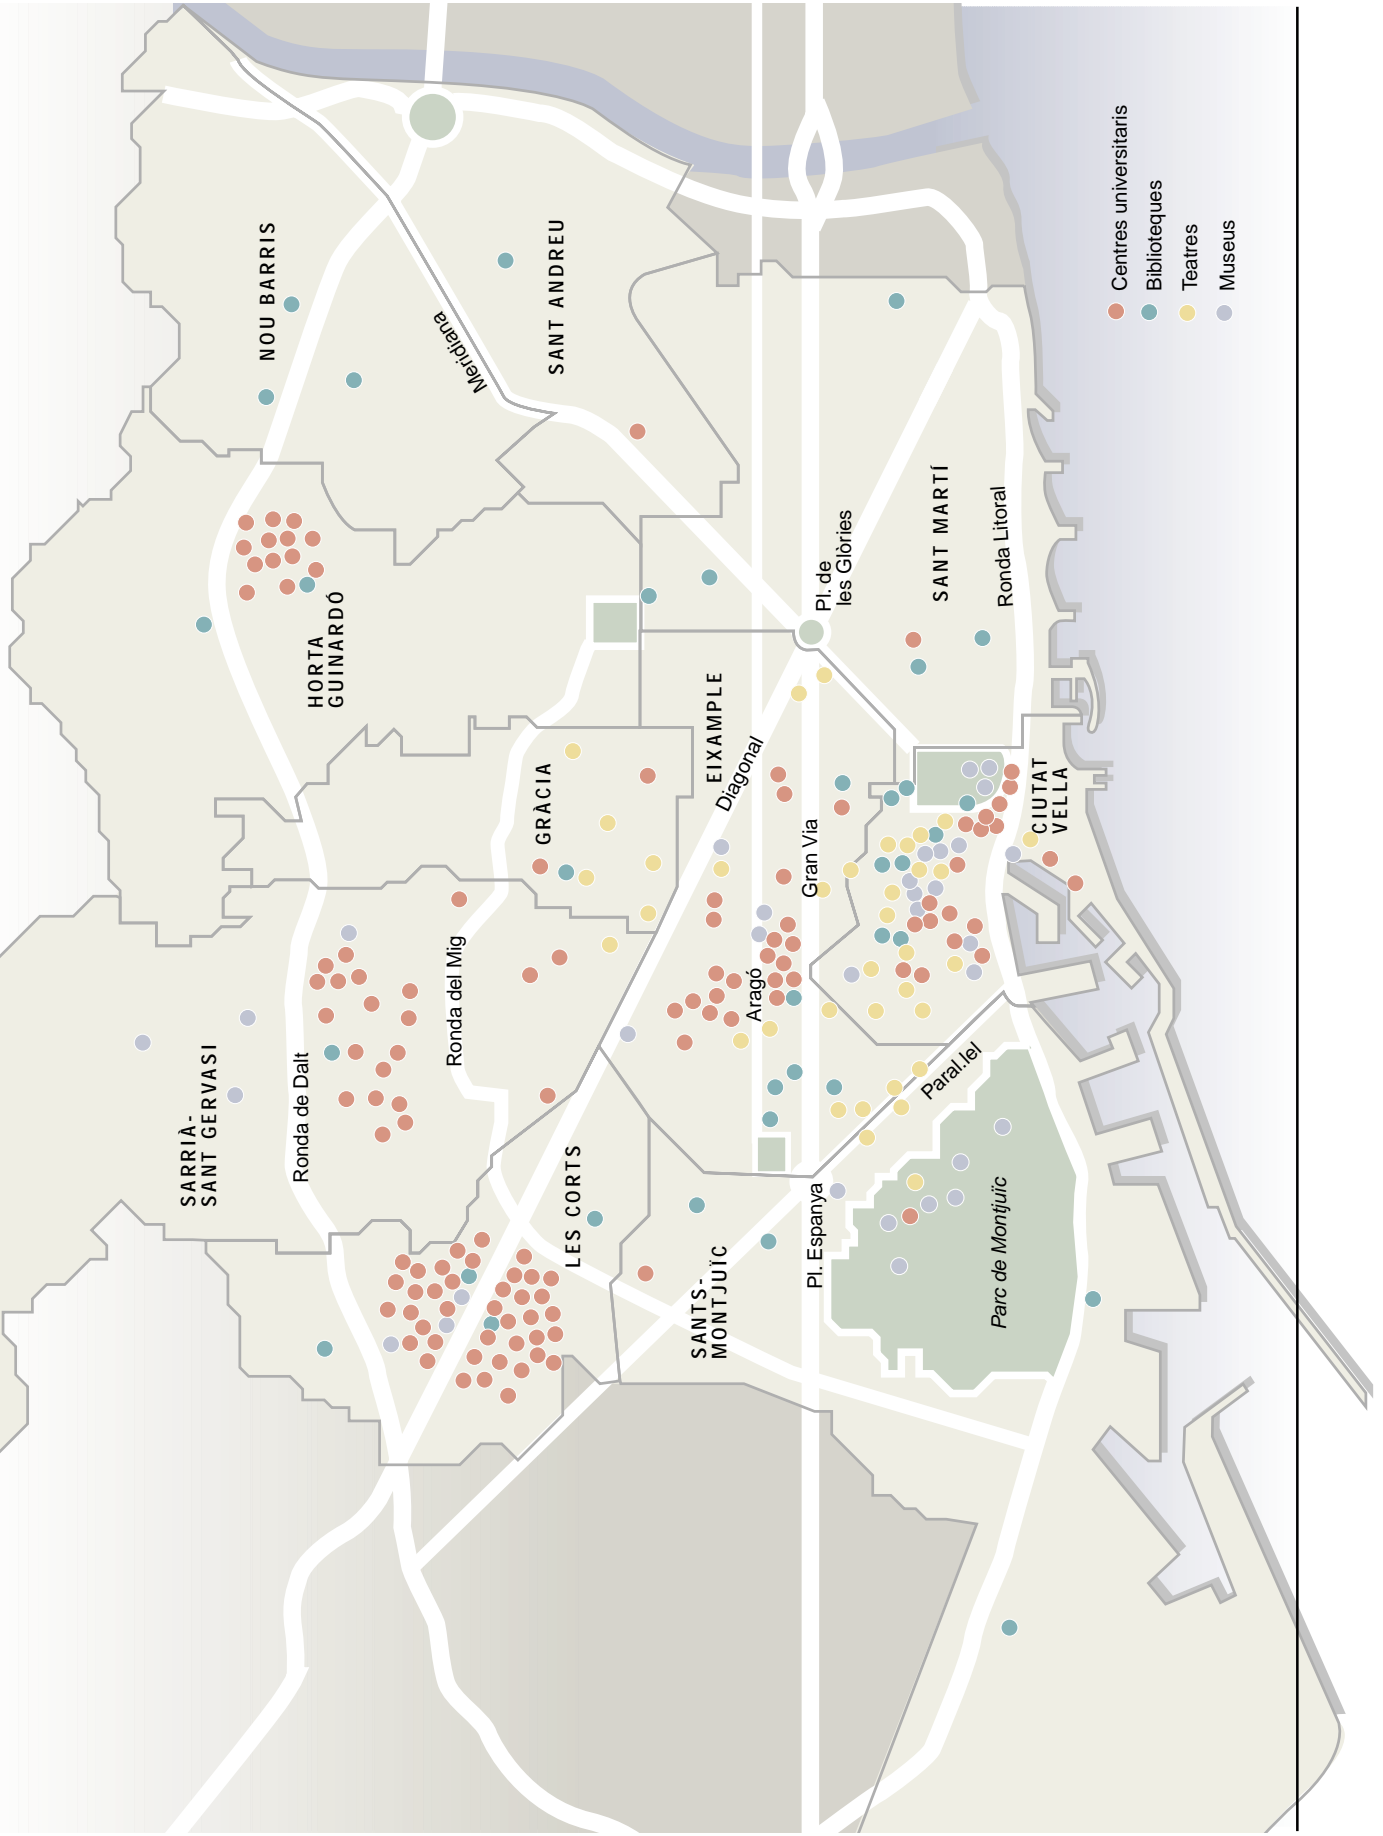 NOU BARRIS
SANT ANDREU
Meridiana
HORTA
GUINARDÓ
SANT MARTÍ
Ronda Litoral
Pl. de
les Glòries
EIXAMPLE
Diagonal
GRÀCIA
Gran Via
CIUTAT
VELLA
Aragó
Ronda del Mig
Ronda de Dalt
SARRIÀ-
SANT GERVASI
Paral.lel
LES CORTS
Pl. Espanya
SANTS-
MONTJUÏC
Parc de Montjuïc
Centres universitaris
Biblioteques
Teatres
Museus